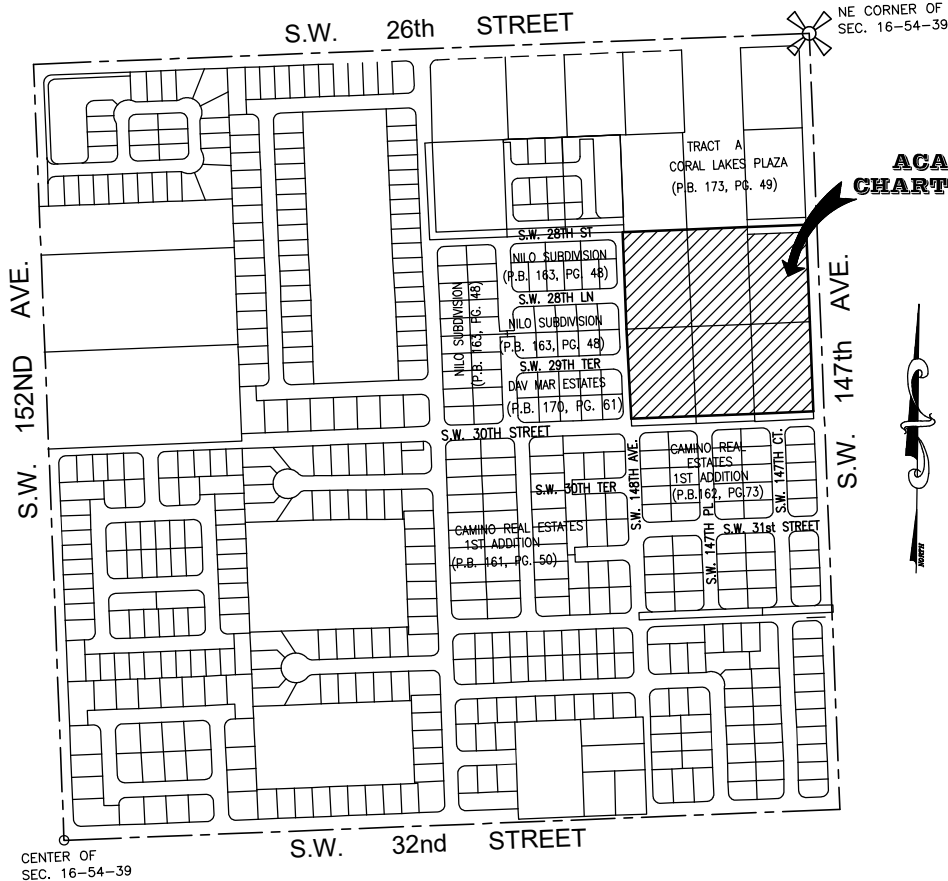 S.W. 26th STREET
NE CORNER OF
SEC. 16-54-39
TRACT A
CORAL LAKES PLAZA
(P.B. 173, PG. 49)
ACA
CHART
S.W. 28TH ST
NILO SUBDIVISION
(P.B. 163, PG. 48)
S.W. 28TH LN
NILO SUBDIVISION
(P.B. 163, PG. 48)
NILO SUBDIVISION
(P.B. 163, PG. 48)
S.W. 29TH TER
DAV MAR ESTATES
(P.B. 170, PG. 61)
S.W. 152ND AVE.
S.W. 147th AVE.
S.W. 30TH STREET
S.W. 30TH TER
S.W. 148TH AVE.
CAMINO REAL
ESTATES
1ST ADDITION
(P.B.162, PG.73)
S.W. 147TH CT.
S.W. 147TH PL
S.W. 31st STREET
CAMINO REAL ESTATES
1ST ADDITION
(P.B. 161, PG. 50)
NORTH
S.W. 32nd STREET
CENTER OF
SEC. 16-54-39